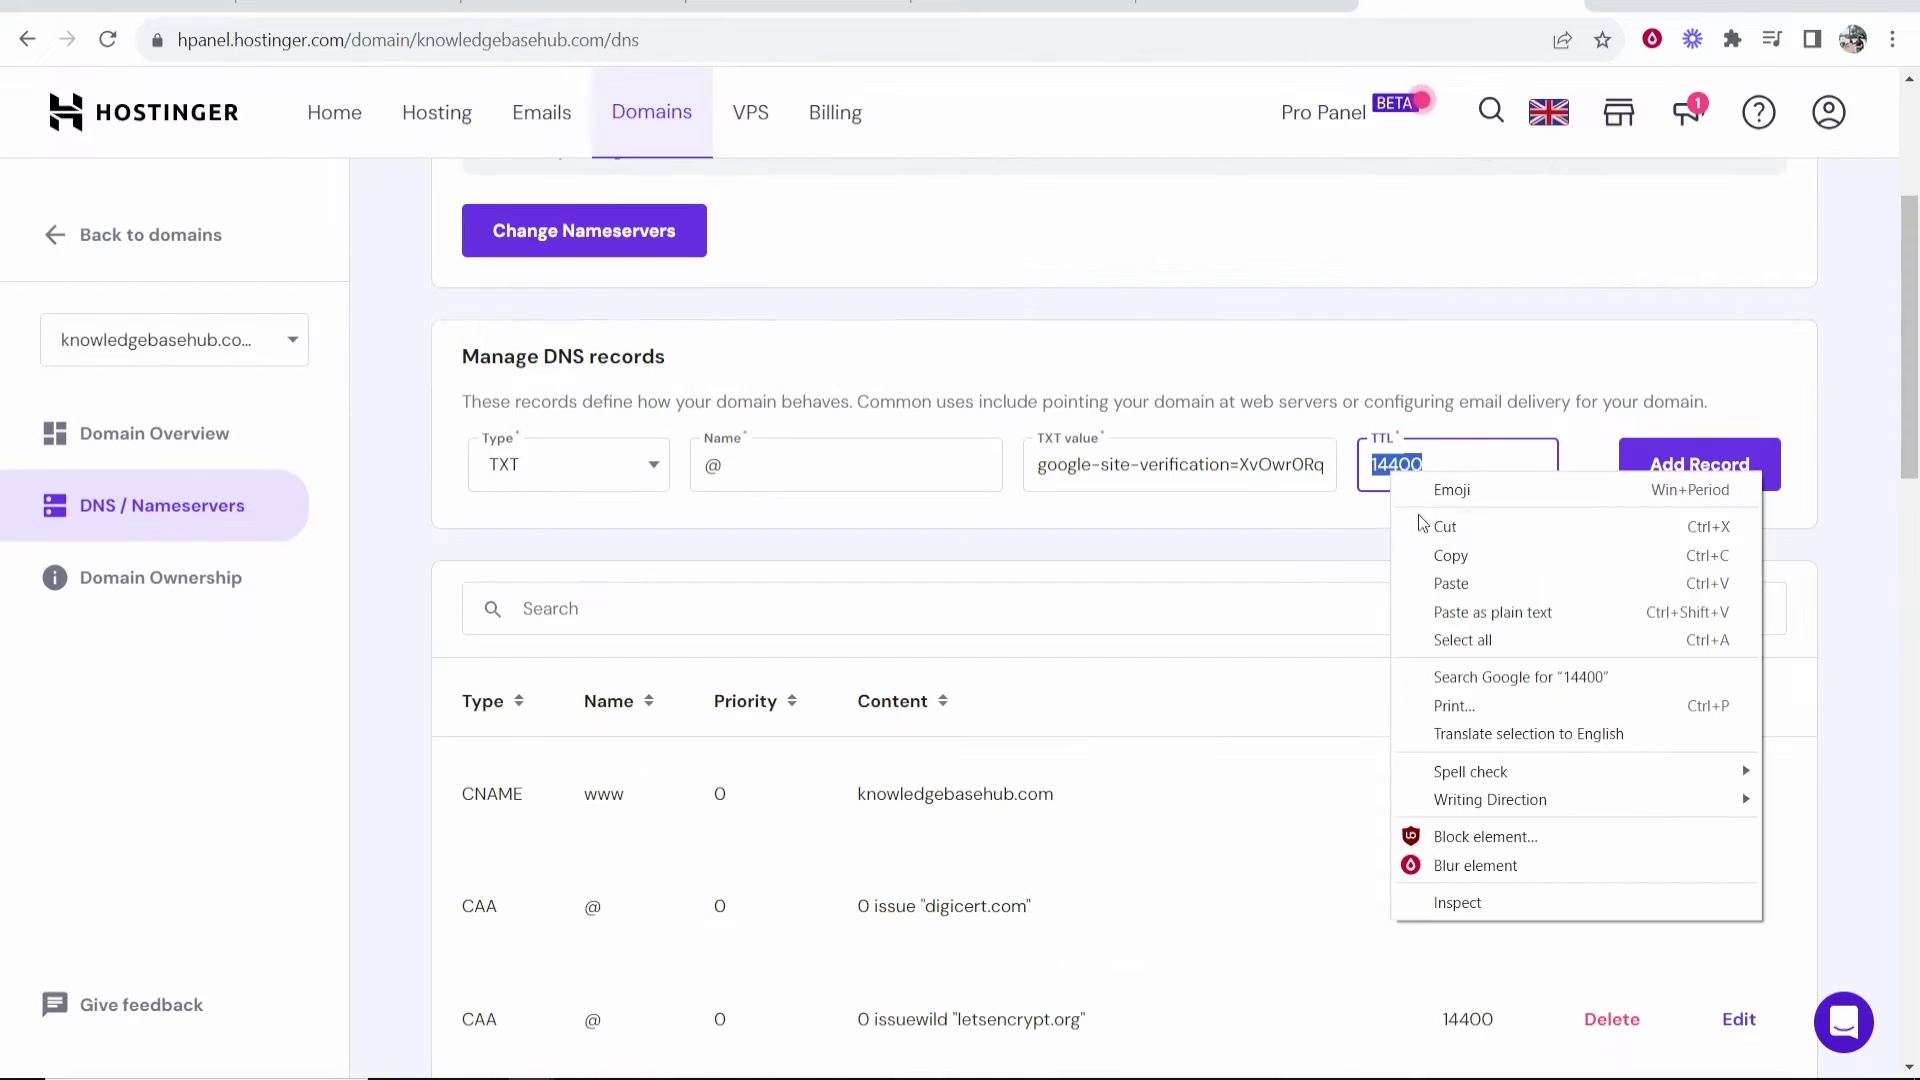 hpanel.hostinger.com/domain/knowledgebasehub.com/dns
HOSTINGER
Home
Hosting
Emails
Domains
VPS
Billing
Pro Panel
BETA
1
Back to domains
Change Nameservers
knowledgebasehub.co...
Domain Overview
DNS / Nameservers
Domain Ownership
Give feedback
Manage DNS records
These records define how your domain behaves. Common uses include pointing your domain at web servers or configuring email delivery for your domain.
Type*
TXT
Name*
@
TXT value*
google-site-verification=XvOwr0Rq
TTL*
14400
Add Record
Emoji Win+Period
Cut Ctrl+X
Copy Ctrl+C
Paste Ctrl+V
Paste as plain text Ctrl+Shift+V
Select all Ctrl+A
Search Google for “14400”
Print... Ctrl+P
Translate selection to English
Spell check
Writing Direction
Block element...
Blur element
Inspect
Search
Type Name Priority Content
CNAME www 0 knowledgebasehub.com
CAA @ 0 0 issue "digicert.com"
CAA @ 0 0 issuewild "letsencrypt.org" 14400 Delete Edit